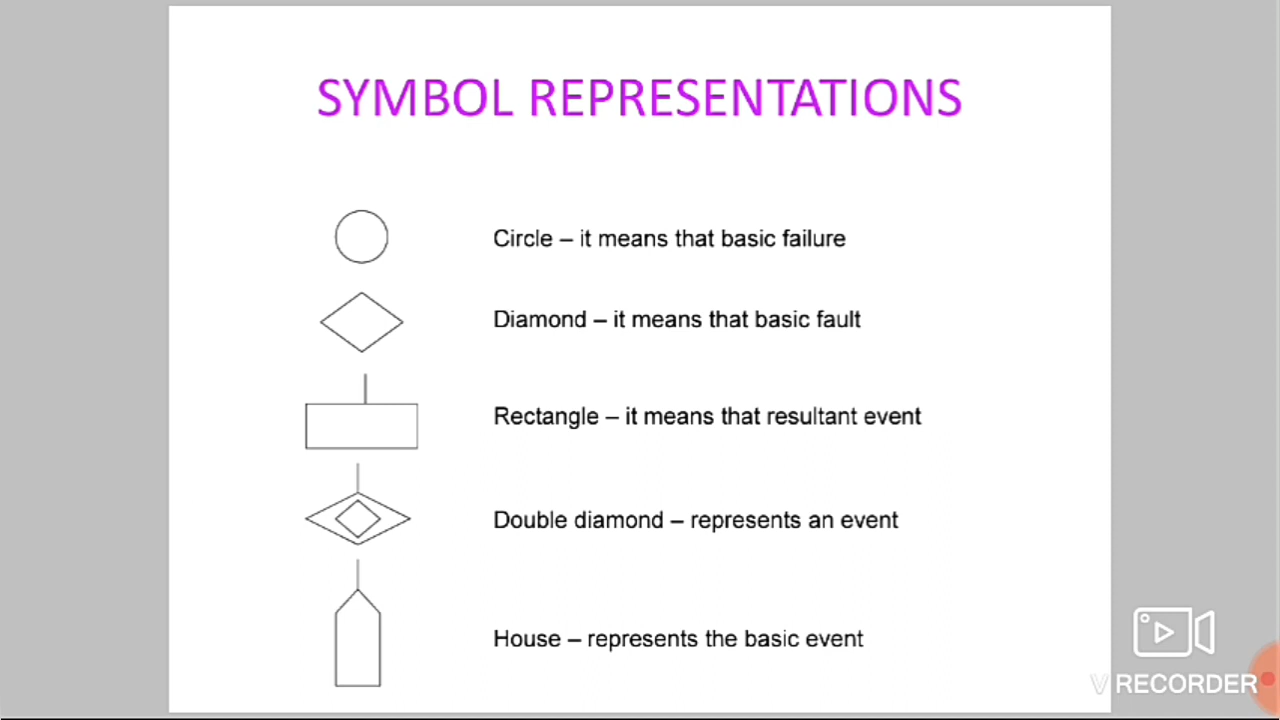 SYMBOL REPRESENTATIONS
Circle – it means that basic failure
Diamond – it means that basic fault
Rectangle – it means that resultant event
Double diamond – represents an event
House – represents the basic event
V RECORDER